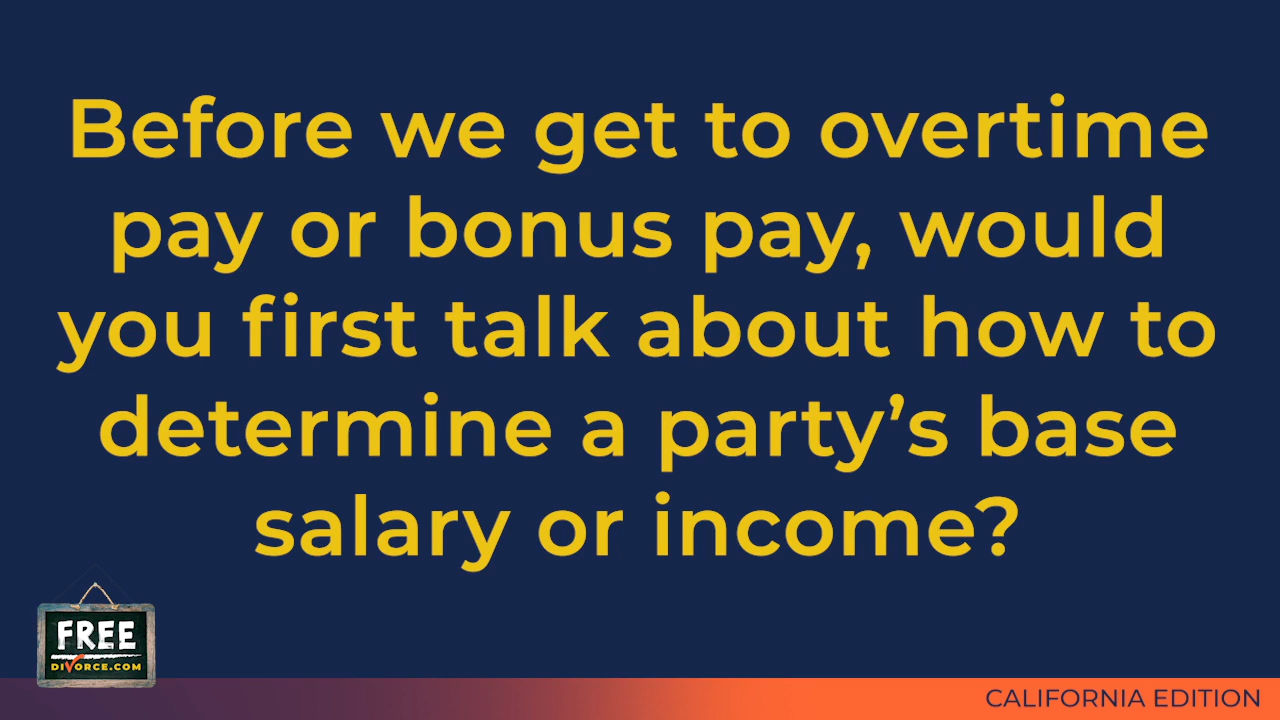 Before we get to overtime
pay or bonus pay, would
you first talk about how to
determine a party’s base
salary or income?
FREE
DIVORCE.COM
CALIFORNIA EDITION